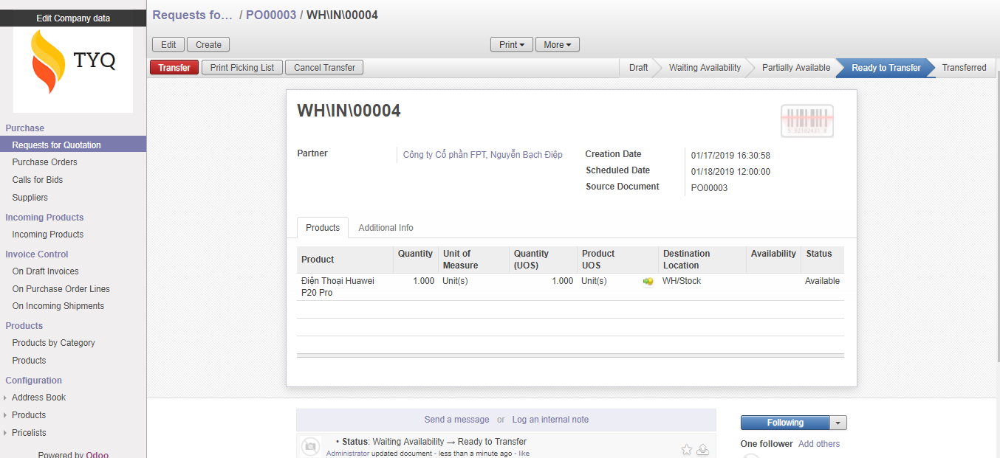 Edit Company data
TYQ
Purchase
Requests for Quotation
Purchase Orders
Calls for Bids
Suppliers
Incoming Products
Incoming Products
Invoice Control
On Draft Invoices
On Purchase Order Lines
On Incoming Shipments
Products
Products by Category
Products
Configuration
Address Book
Products
Pricelists
Powered by Odoo
Requests fo... / PO00003 / WH\IN\00004
Edit Create Print More
Transfer Print Picking List Cancel Transfer Draft Waiting Availability Partially Available Ready to Transfer Transferred
WH\IN\00004
Partner Công ty Cổ phần FPT, Nguyễn Bạch Điệp
Creation Date 01/17/2019 16:30:58
Scheduled Date 01/18/2019 12:00:00
Source Document PO00003
Products Additional Info
Product Quantity Unit of Measure Quantity (UOS) Product UOS Destination Location Availability Status
Điện Thoại Huawei 1.000 Unit(s) 1.000 Unit(s) WH/Stock Available
P20 Pro
Send a message or Log an internal note
• Status: Waiting Availability → Ready to Transfer
Administrator updated document - less than a minute ago - like
Following
One follower Add others